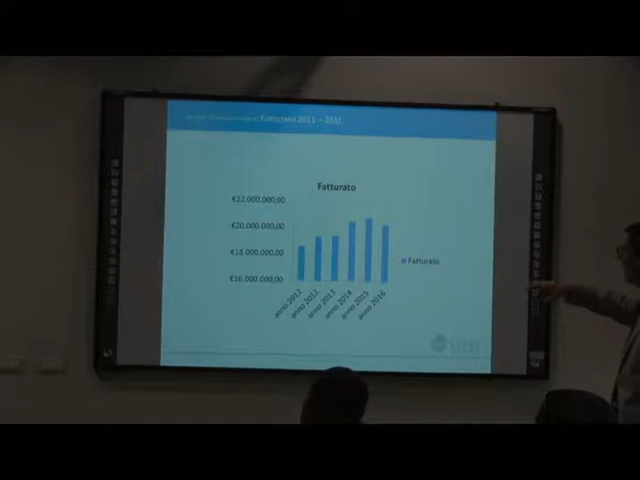 Fatturato 2011 – 201
Fatturato
€22.000.000,00
€20.000.000,00
€18.000.000,00
€16.000.000,00
Fatturato
anno 2011
anno 2012
anno 2013
anno 2014
anno 2015
anno 2016